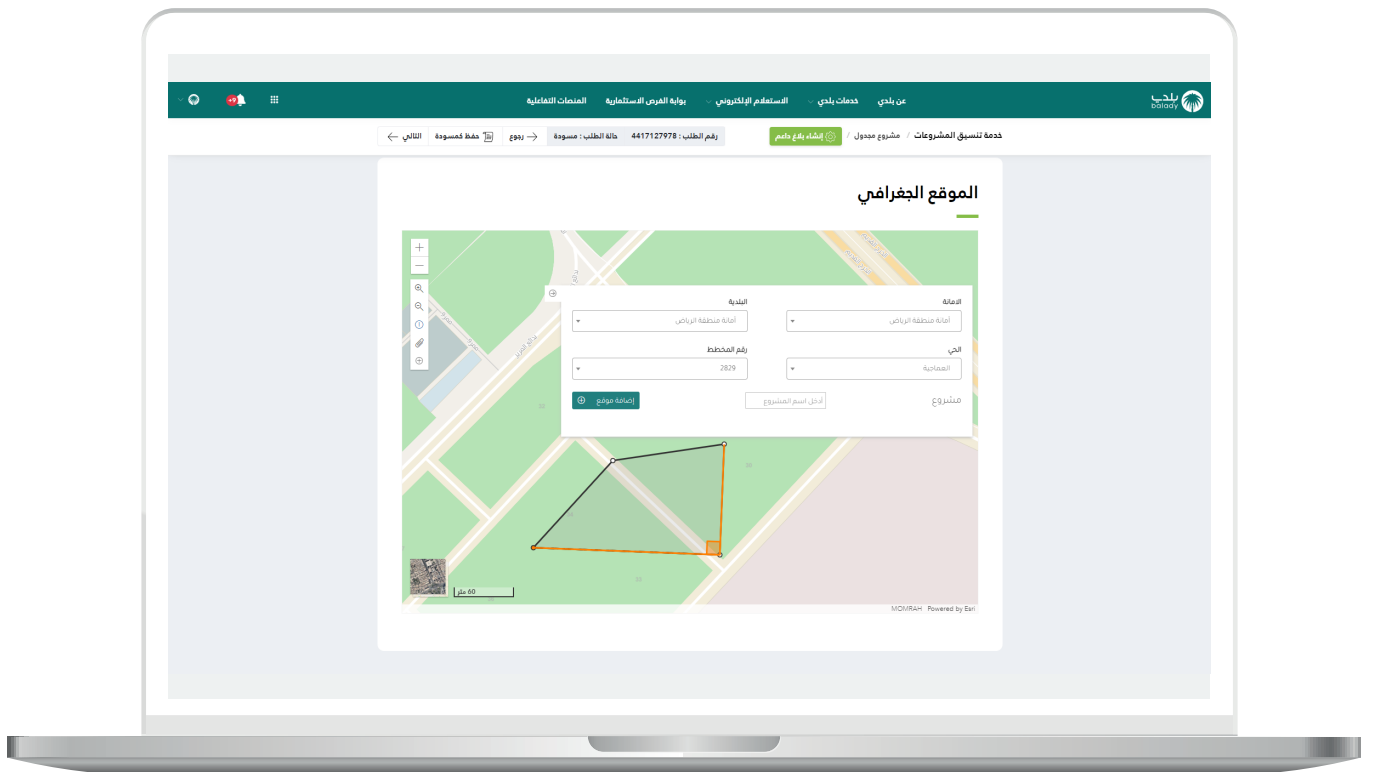 بلدي
balady
عن بلدي
خدمات بلدي
الاستعلام الإلكتروني
بوابة الفرص الاستثمارية
المنصات التفاعلية
+9
خدمة تنسيق المشروعات / مشروع مجدول / إنشاء بلاغ داعم
رقم الطلب : 4417127978 حالة الطلب : مسودة
رجوع
حفظ كمسودة
التالي
الموقع الجغرافي
الامانة
البلدية
أمانة منطقة الرياض
أمانة منطقة الرياض
الحي
رقم المخطط
العماجية
2829
مشروع
أدخل اسم المشروع
إضافة موقع
60 متر
MOMRAH Powered by Esri